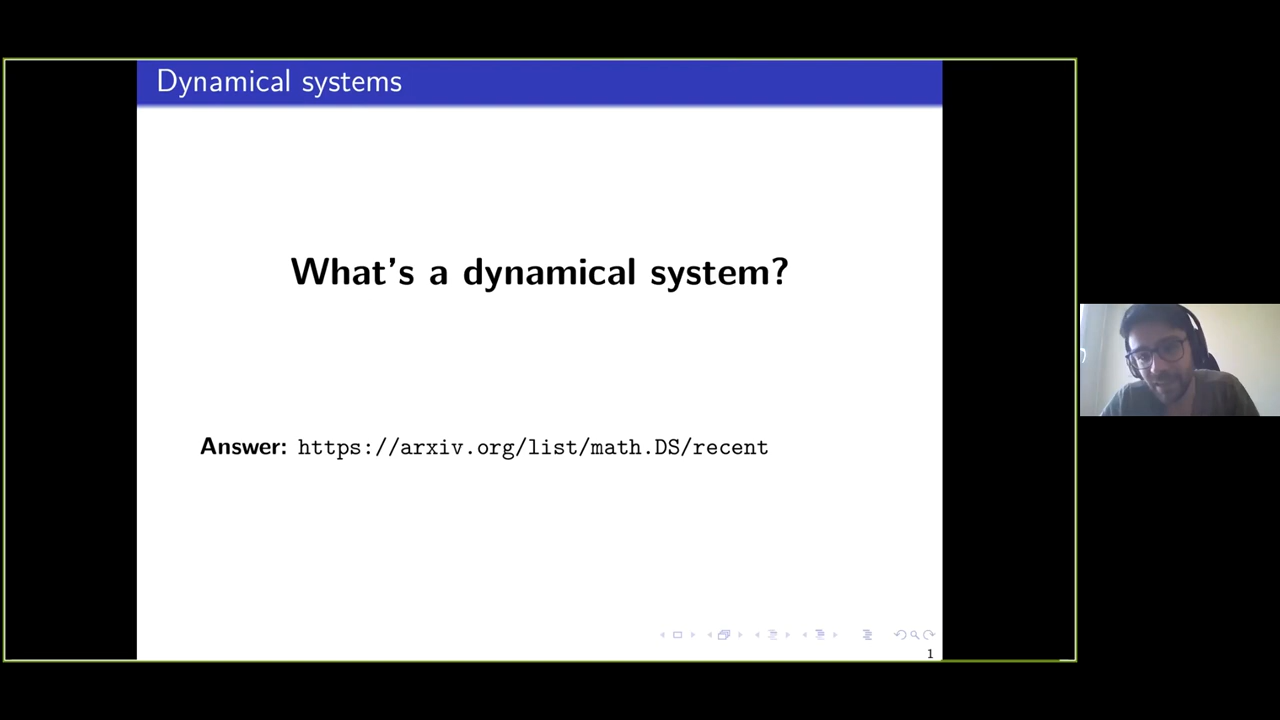 Dynamical systems
What's a dynamical system?
Answer: https://arxiv.org/list/math.DS/recent
1